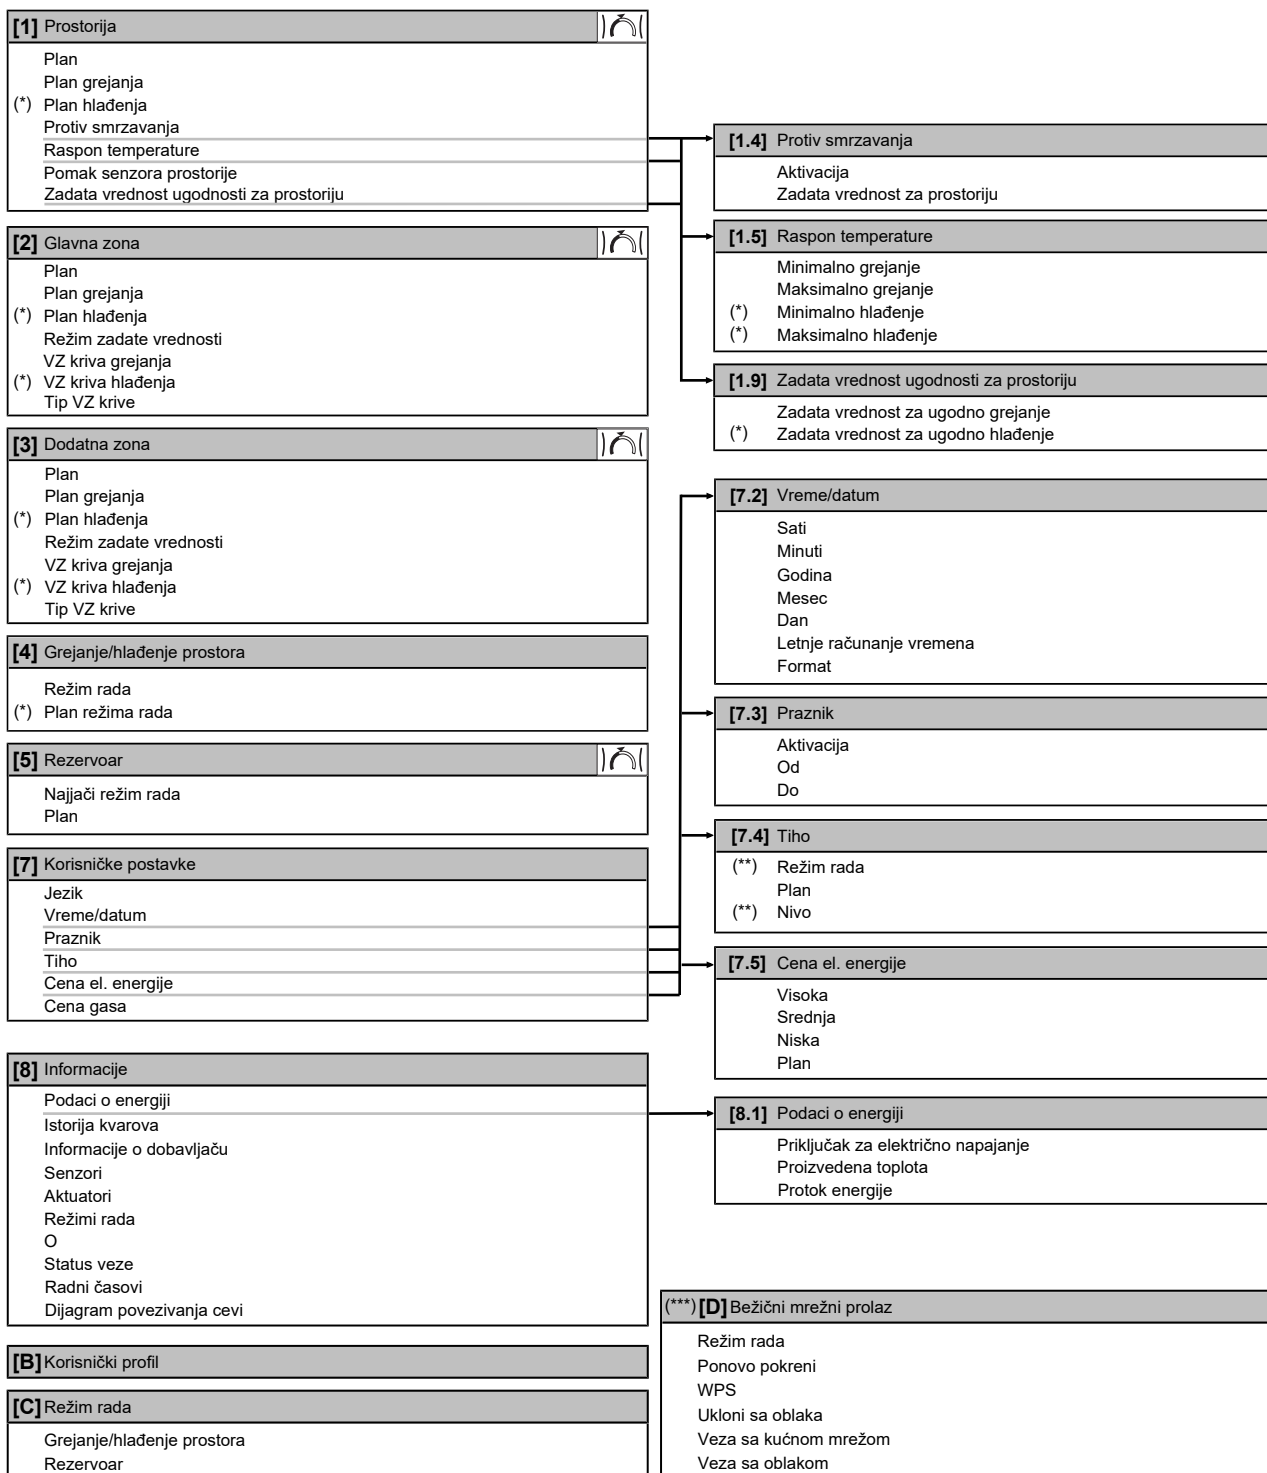 [1] Prostorija
Plan
Plan grejanja
(*) Plan hlađenja
Protiv smrzavanja
Raspon temperature
Pomak senzora prostorije
Zadata vrednost ugodnosti za prostoriju
[2] Glavna zona
Plan
Plan grejanja
(*) Plan hlađenja
Režim zadate vrednosti
VZ kriva grejanja
(*) VZ kriva hlađenja
Tip VZ krive
[3] Dodatna zona
Plan
Plan grejanja
(*) Plan hlađenja
Režim zadate vrednosti
VZ kriva grejanja
(*) VZ kriva hlađenja
Tip VZ krive
[4] Grejanje/hlađenje prostora
Režim rada
(*) Plan režima rada
[5] Rezervoar
Najjači režim rada
Plan
[7] Korisničke postavke
Jezik
Vreme/datum
Praznik
Tiho
Cena el. energije
Cena gasa
[8] Informacije
Podaci o energiji
Istorija kvarova
Informacije o dobavljaču
Senzori
Aktuatori
Režimi rada
O
Status veze
Radni časovi
Dijagram povezivanja cevi
[B] Korisnički profil
[C] Režim rada
Grejanje/hlađenje prostora
Rezervoar
[1.4] Protiv smrzavanja
Aktivacija
Zadata vrednost za prostoriju
[1.5] Raspon temperature
Minimalno grejanje
Maksimalno grejanje
(*) Minimalno hlađenje
(*) Maksimalno hlađenje
[1.9] Zadata vrednost ugodnosti za prostoriju
Zadata vrednost za ugodno grejanje
(*) Zadata vrednost za ugodno hlađenje
[7.2] Vreme/datum
Sati
Minuti
Godina
Mesec
Dan
Letnje računanje vremena
Format
[7.3] Praznik
Aktivacija
Od
Do
[7.4] Tiho
(**) Režim rada
Plan
(**) Nivo
[7.5] Cena el. energije
Visoka
Srednja
Niska
Plan
[8.1] Podaci o energiji
Priključak za električno napajanje
Proizvedena toplota
Protok energije
(***) [D] Bežični mrežni prolaz
Režim rada
Ponovo pokreni
WPS
Ukloni sa oblaka
Veza sa kućnom mrežom
Veza sa oblakom